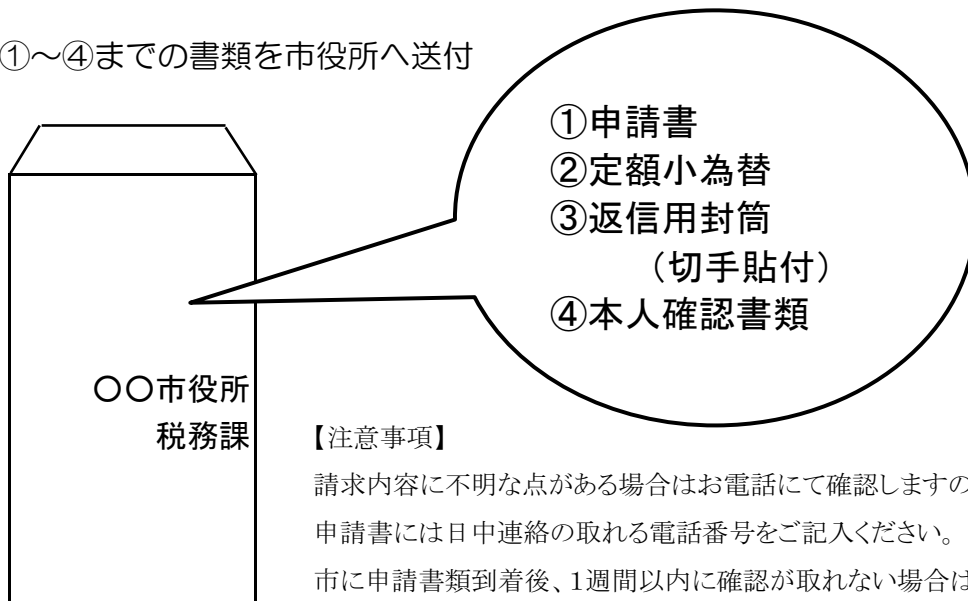 ①～④までの書類を市役所へ送付
①申請書
②定額小為替
③返信用封筒
（切手貼付）
④本人確認書類
〇〇市役所
税務課
【注意事項】
請求内容に不明な点がある場合はお電話にて確認しますの
申請書には日中連絡の取れる電話番号をご記入ください。
市に申請書類到着後、1週間以内に確認が取れない場合は